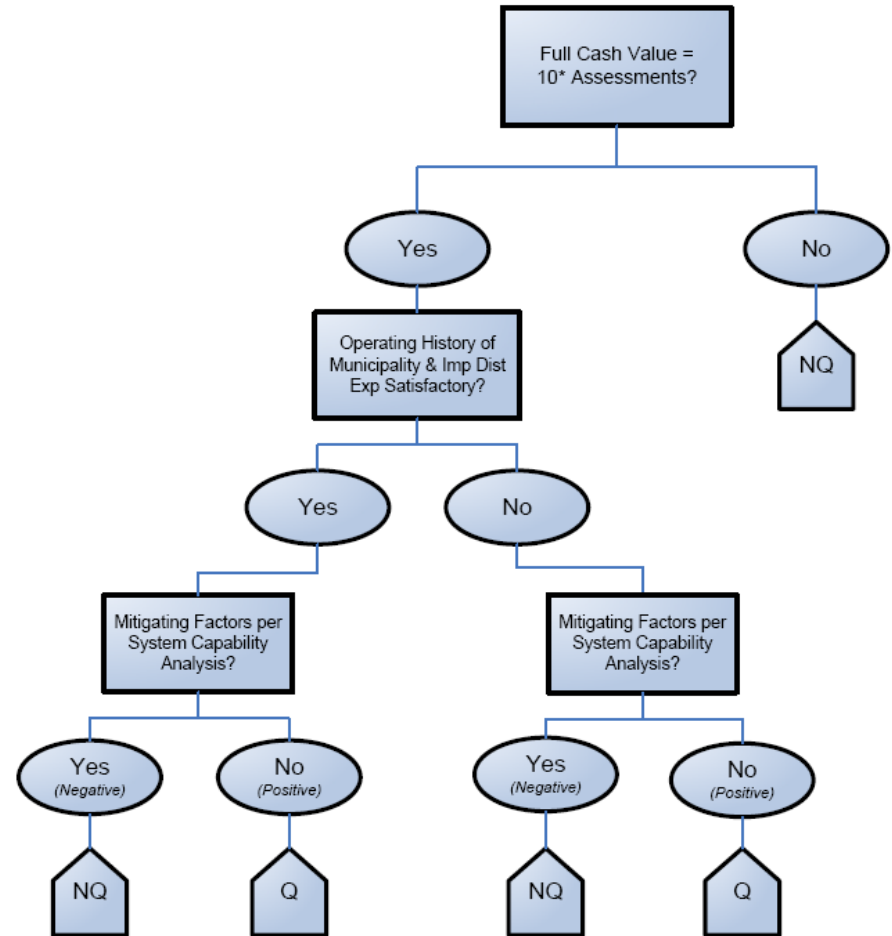 Full Cash Value =
10* Assessments?
Yes
No
Operating History of
Municipality & Imp Dist
Exp Satisfactory?
NQ
Yes
No
Mitigating Factors per
System Capability
Analysis?
Mitigating Factors per
System Capability
Analysis?
Yes
(Negative)
No
(Positive)
Yes
(Negative)
No
(Positive)
NQ
Q
NQ
Q